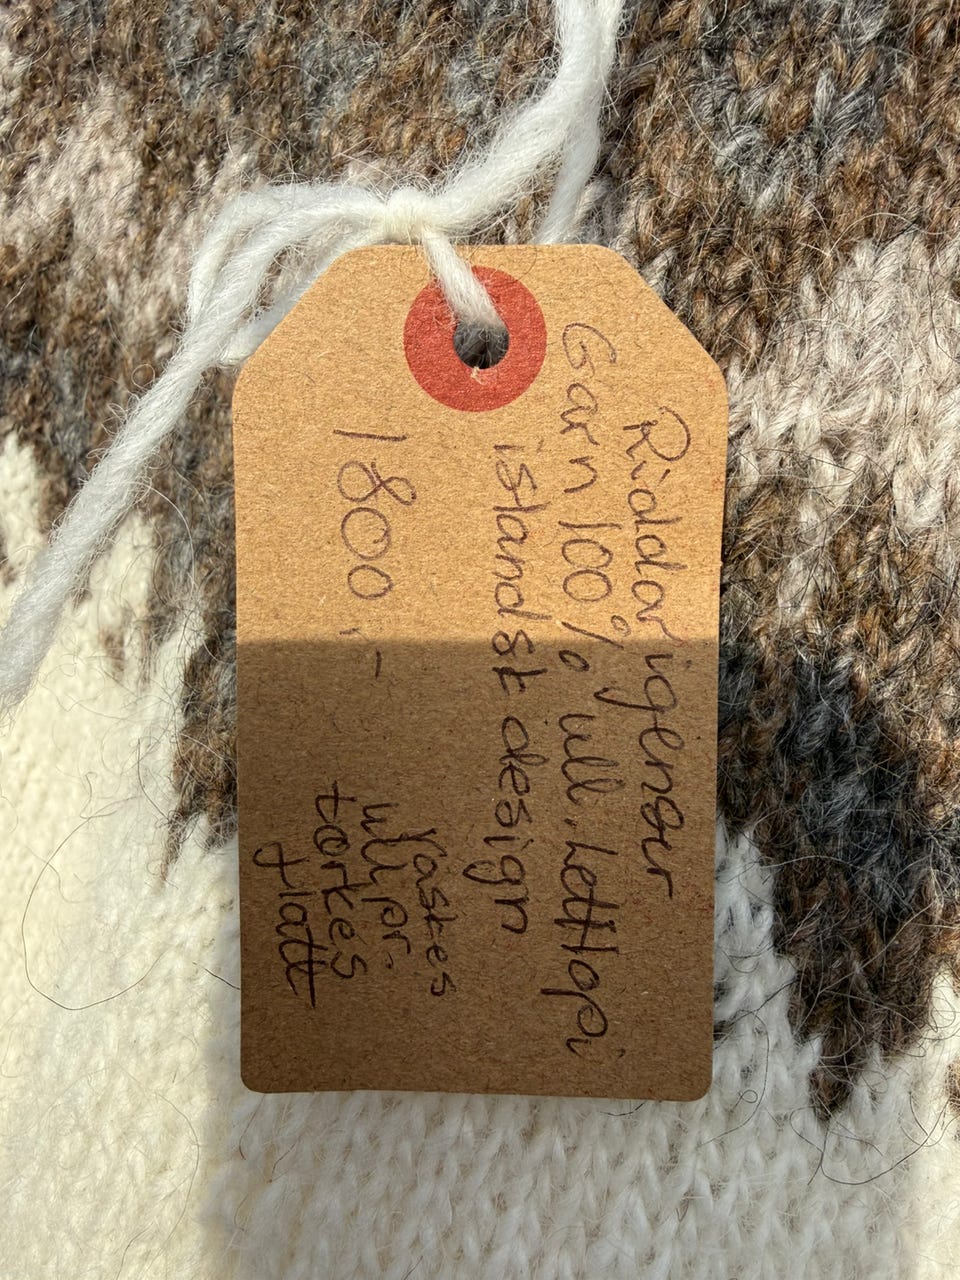 Riddarigenser
Garn 100% ull. Lettlopi
islandsk design
1800,-
Vaskes
ullpr.
tørkes
flatt